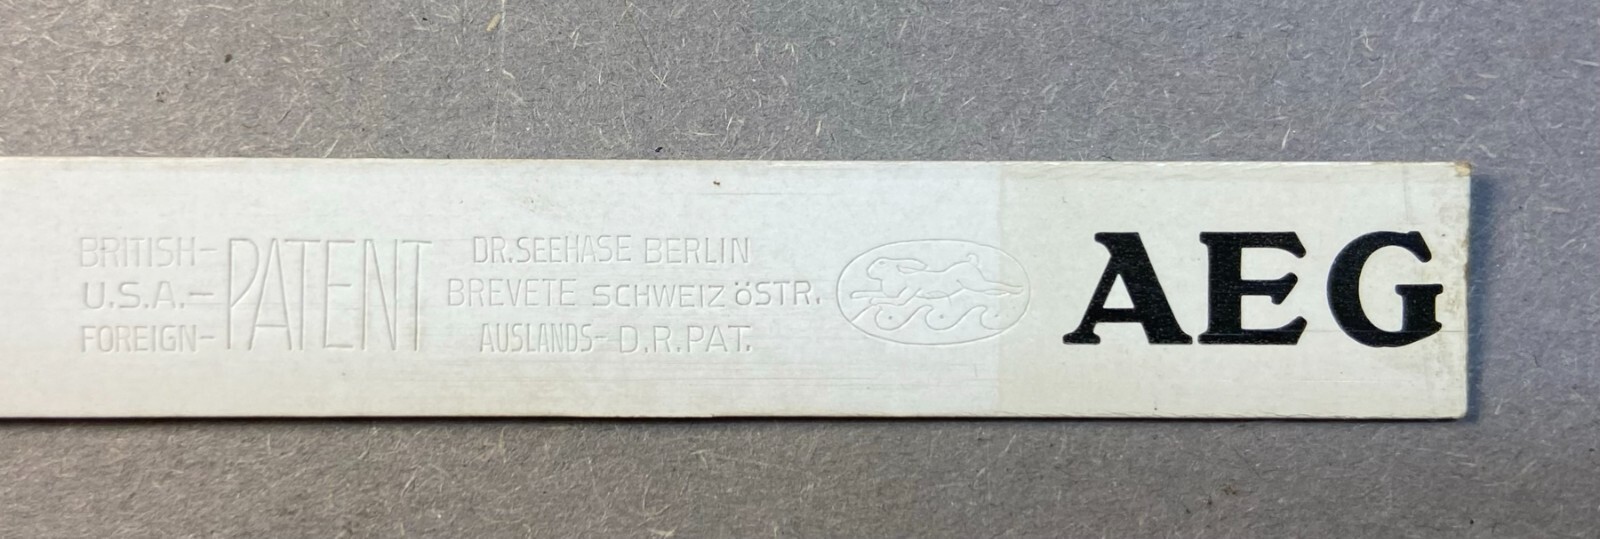 BRITISH-
U.S.A.-
FOREIGN-
PATENT
DR.SEEHASE BERLIN
BREVETE SCHWEIZ öSTR.
AUSLANDS- D.R.PAT.
AEG